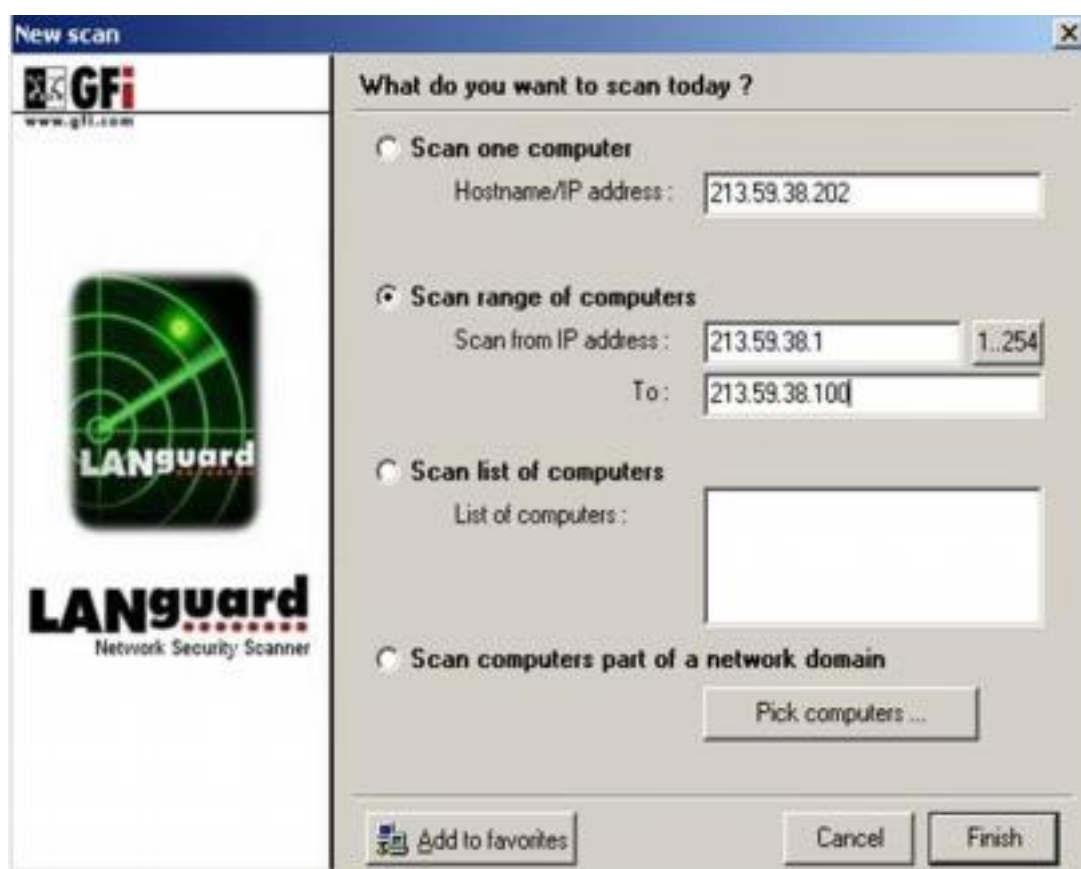 New scan
GFi
www.gfi.com
What do you want to scan today ?
Scan one computer
Hostname/IP address : 213.59.38.202
Scan range of computers
Scan from IP address : 213.59.38.1 1..254
To : 213.59.38.100
LANguard
Scan list of computers
List of computers :
LANguard
Network Security Scanner
Scan computers part of a network domain
Pick computers ...
Add to favorites Cancel Finish